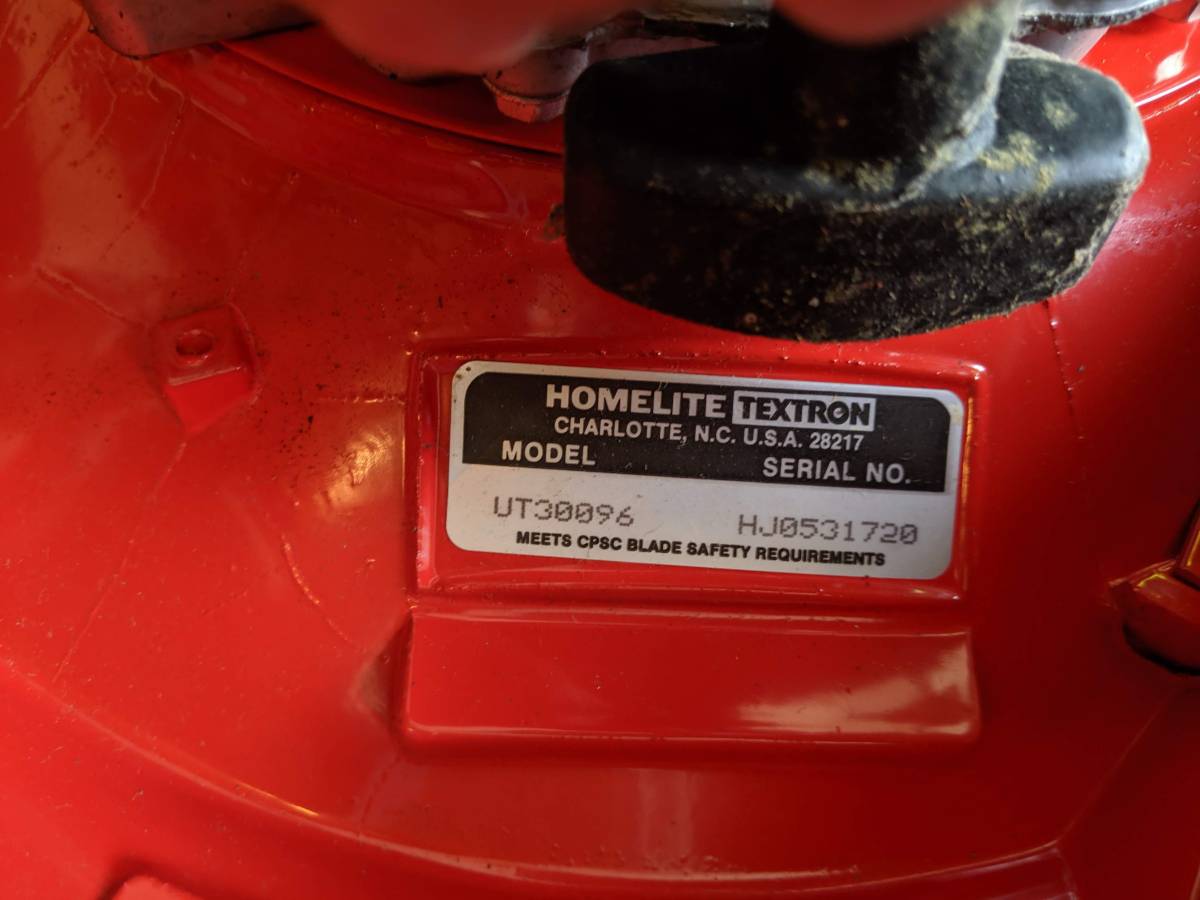 HOMELITE TEXTRON
CHARLOTTE, N.C. U.S.A. 28217
MODEL SERIAL NO.
UT30096 HJ0531720
MEETS CPSC BLADE SAFETY REQUIREMENTS